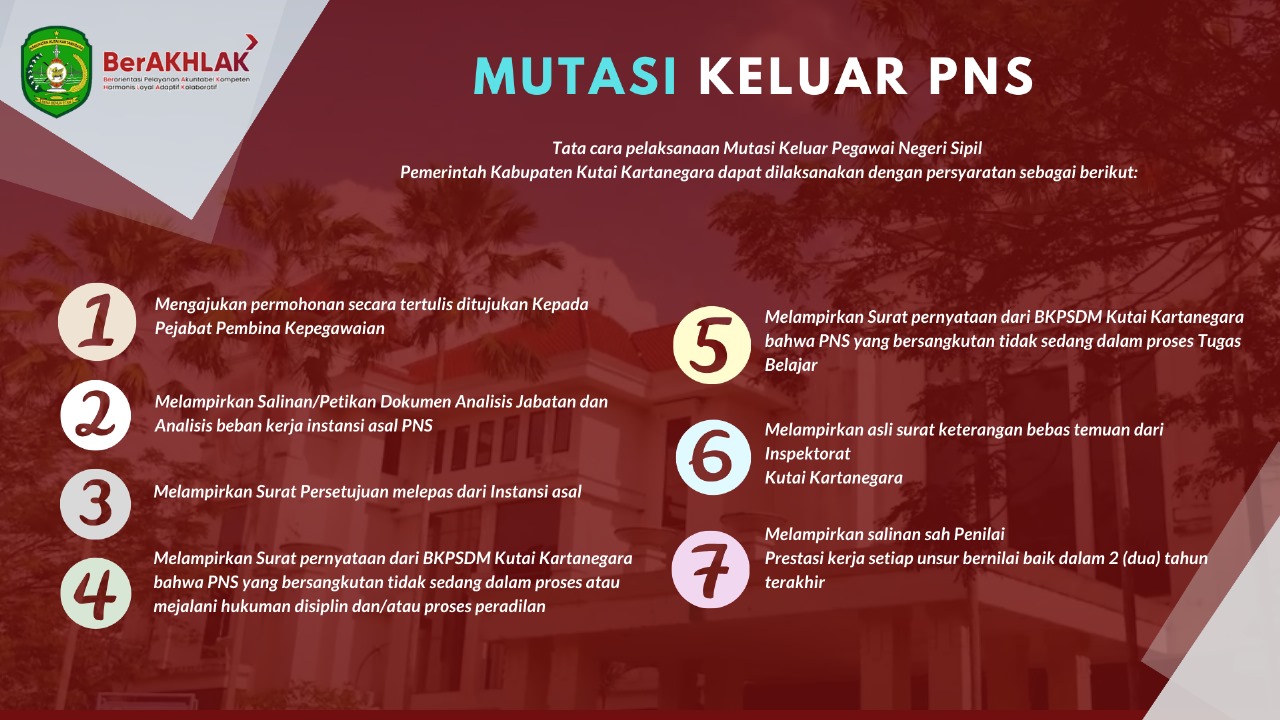 BerAKHLAK
Berorientasi Pelayanan Akuntabel Kompeten
Harmonis Loyal Adaptif Kolaboratif
MUTASI KELUAR PNS
Tata cara pelaksanaan Mutasi Keluar Pegawai Negeri Sipil
Pemerintah Kabupaten Kutai Kartanegara dapat dilaksanakan dengan persyaratan sebagai berikut:
1
Mengajukan permohonan secara tertulis ditujukan Kepada
Pejabat Pembina Kepegawaian
2
Melampirkan Salinan/Petikan Dokumen Analisis Jabatan dan
Analisis beban kerja instansi asal PNS
3
Melampirkan Surat Persetujuan melepas dari Instansi asal
4
Melampirkan Surat pernyataan dari BKPSDM Kutai Kartanegara
bahwa PNS yang bersangkutan tidak sedang dalam proses atau
mejalani hukuman disiplin dan/atau proses peradilan
5
Melampirkan Surat pernyataan dari BKPSDM Kutai Kartanegara
bahwa PNS yang bersangkutan tidak sedang dalam proses Tugas
Belajar
6
Melampirkan asli surat keterangan bebas temuan dari
Inspektorat
Kutai Kartanegara
7
Melampirkan salinan sah Penilai
Prestasi kerja setiap unsur bernilai baik dalam 2 (dua) tahun
terakhir